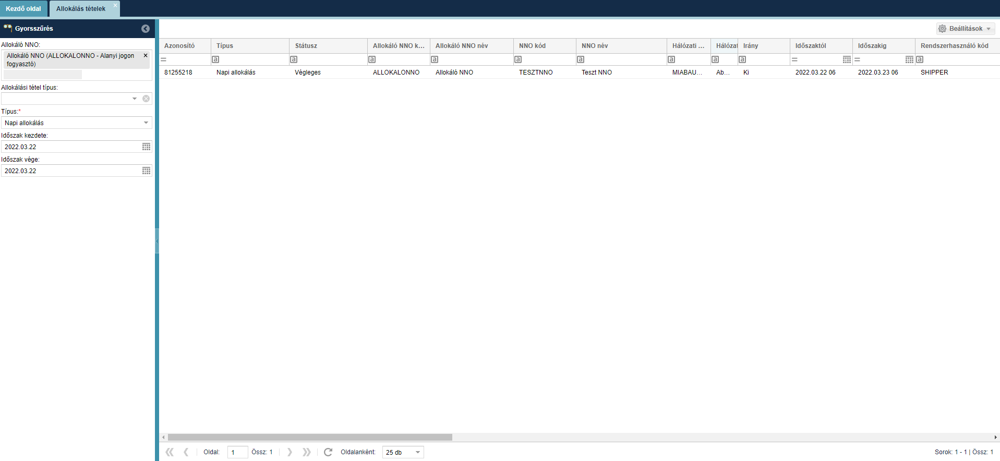 Kezdő oldal
Allokálás tételek
Gyorsszűrés
Beállítások
Allokáló NNO:
Allokáló NNO (ALLOKALONNO - Alanyi jogon
fogyasztó)
Allokálási tétel típus:
Típus:*
Napi allokálás
Időszak kezdete:
2022.03.22
Időszak vége:
2022.03.22
Azonosító Típus Státusz Allokáló NNO k... Allokáló NNO név NNO kód NNO név Hálózati ... Hálózat Irány Időszaktól Időszakig Rendszerhasználó kód
81255218 Napi allokálás Végleges ALLOKALONNO Allokáló NNO TESZTNNO Teszt NNO MIABAU... Ab... Ki 2022.03.22 06 2022.03.23 06 SHIPPER
Oldal: 1 Össz: 1 Oldalanként: 25 db Sorok: 1 - 1 | Össz: 1